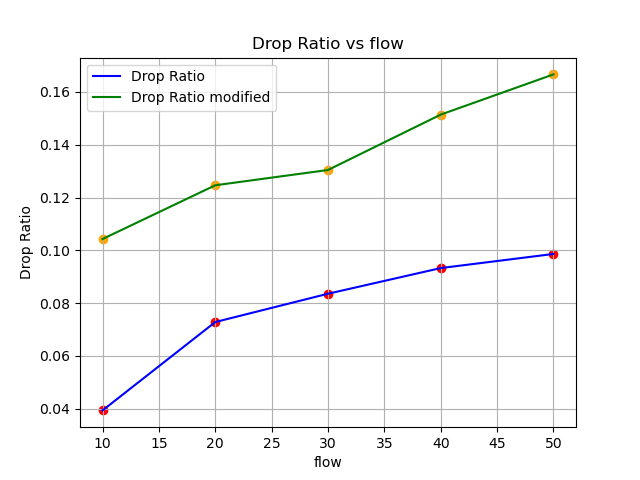 Drop Ratio vs flow
Drop Ratio
Drop Ratio modified
0.16
0.14
0.12
0.10
0.08
0.06
0.04
Drop Ratio
10 15 20 25 30 35 40 45 50
flow